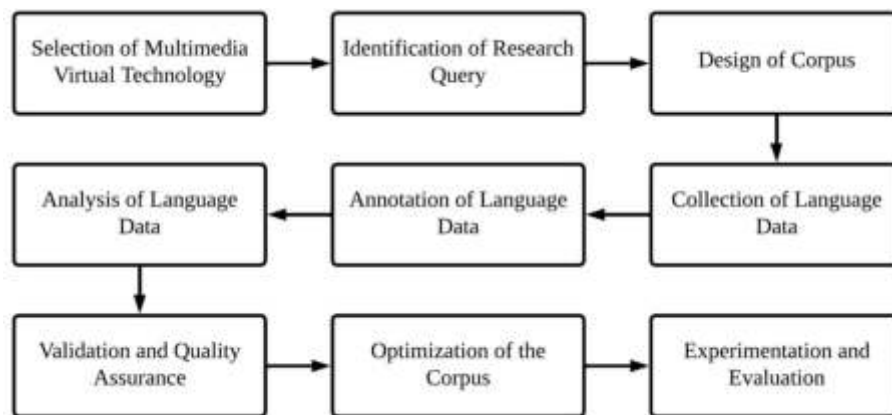 Selection of Multimedia
Virtual Technology
Identification of Research
Query
Design of Corpus
Analysis of Language
Data
Annotation of Language
Data
Collection of Language
Data
Validation and Quality
Assurance
Optimization of the
Corpus
Experimentation and
Evaluation